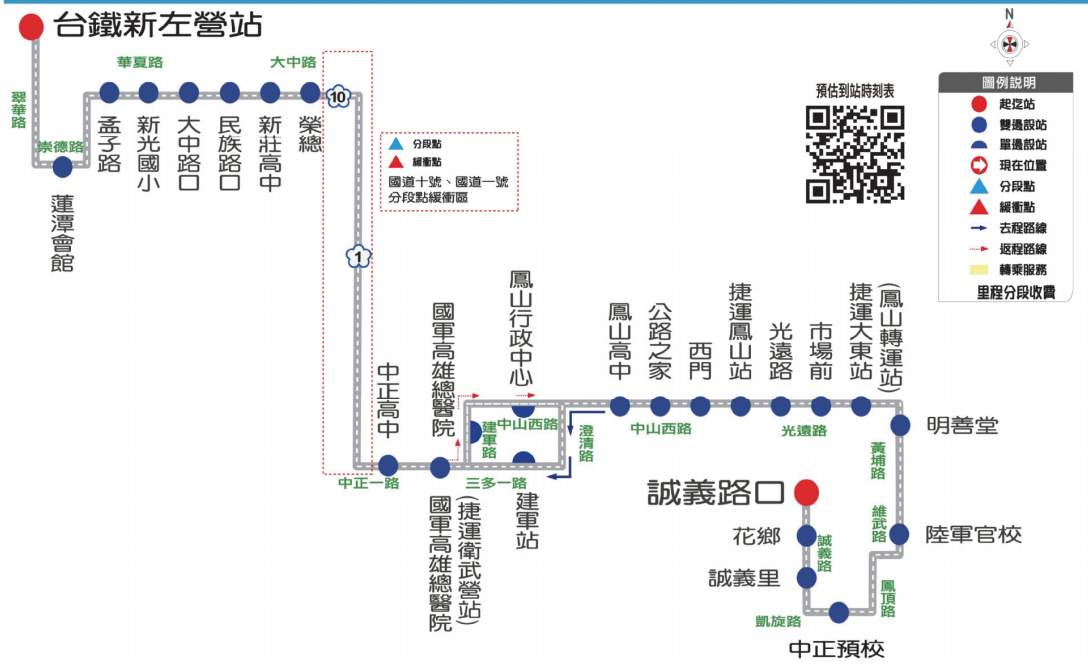 台鐵新左營站
翠華路
崇德路
蓮潭會館
華夏路
大中路
孟子路
新光國小
大中路口
民族路口
新莊高中
榮總
10
1
分段點
緩衝點
國道十號、國道一號
分段點緩衝區
預估到站時刻表
N
圖例說明
起迄站
雙邊設站
單邊設站
現在位置
分段點
緩衝點
去程路線
返程路線
轉乘服務
里程分段收費
中正高中
中正一路
國軍高雄總醫院
國軍高雄總醫院
(捷運衛武營站)
建軍路
鳳山行政中心
中山西路
三多一路
建軍站
澄清路
鳳山高中
公路之家
西門
捷運鳳山站
光遠路
市場前
捷運大東站
(鳳山轉運站)
中山西路
光遠路
明善堂
黃埔路
維武路
陸軍官校
鳳頂路
中正預校
凱旋路
誠義里
誠義路
花鄉
誠義路口